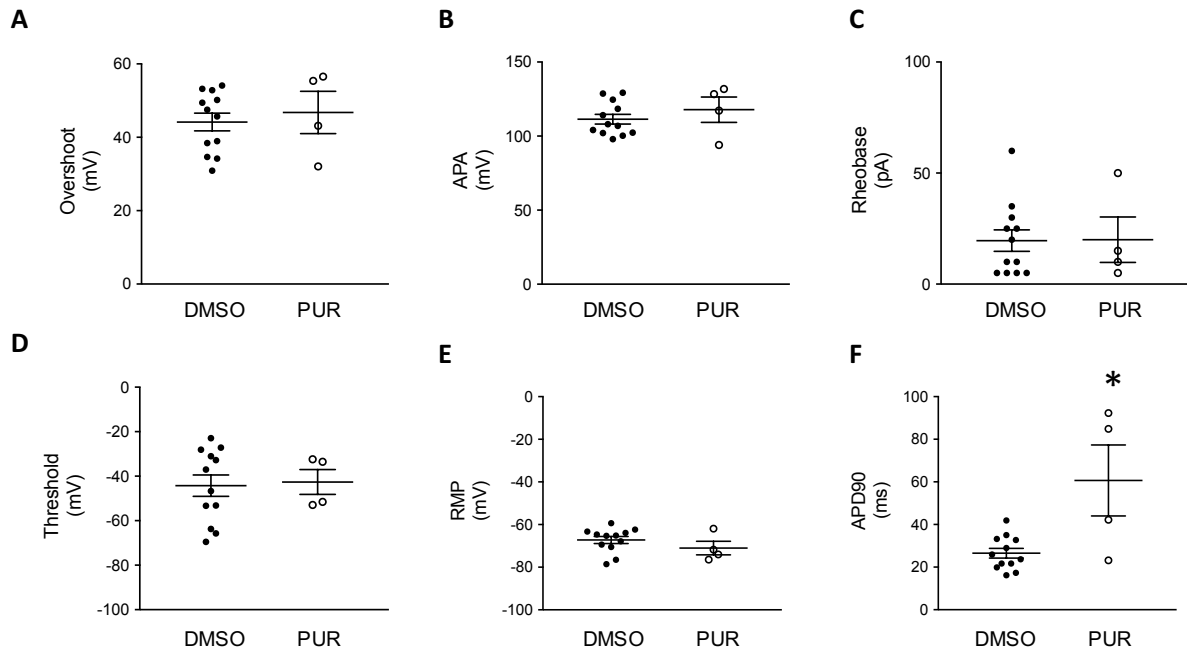 A
Overshoot
(mV)
60
40
20
0
DMSO
PUR
B
APA
(mV)
150
100
50
0
DMSO
PUR
C
Rheobase
(pA)
100
50
0
DMSO
PUR
D
Threshold
(mV)
0
-20
-40
-60
-80
-100
DMSO
PUR
E
RMP
(mV)
0
-20
-40
-60
-80
-100
DMSO
PUR
F
APD90
(ms)
100
80
60
40
20
0
*
DMSO
PUR